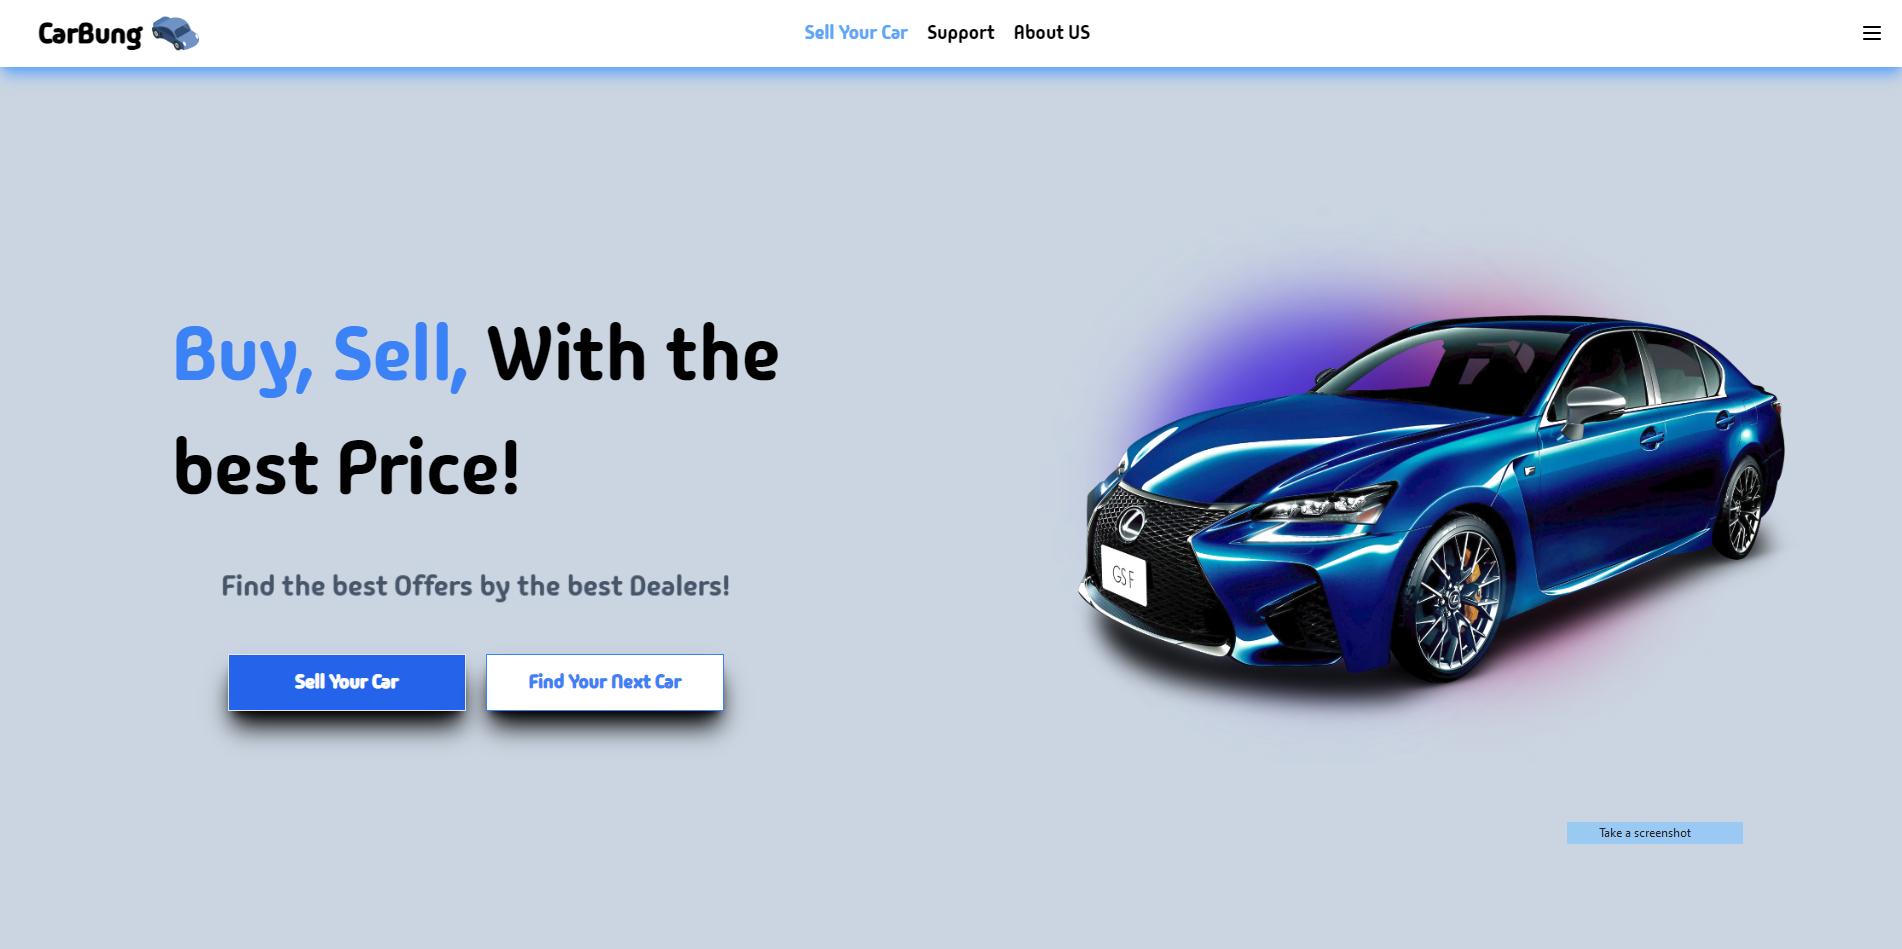 CarBung
Sell Your Car
Support
About US
Buy, Sell, With the
best Price!
Find the best Offers by the best Dealers!
Sell Your Car
Find Your Next Car
GS F
F
Take a screenshot